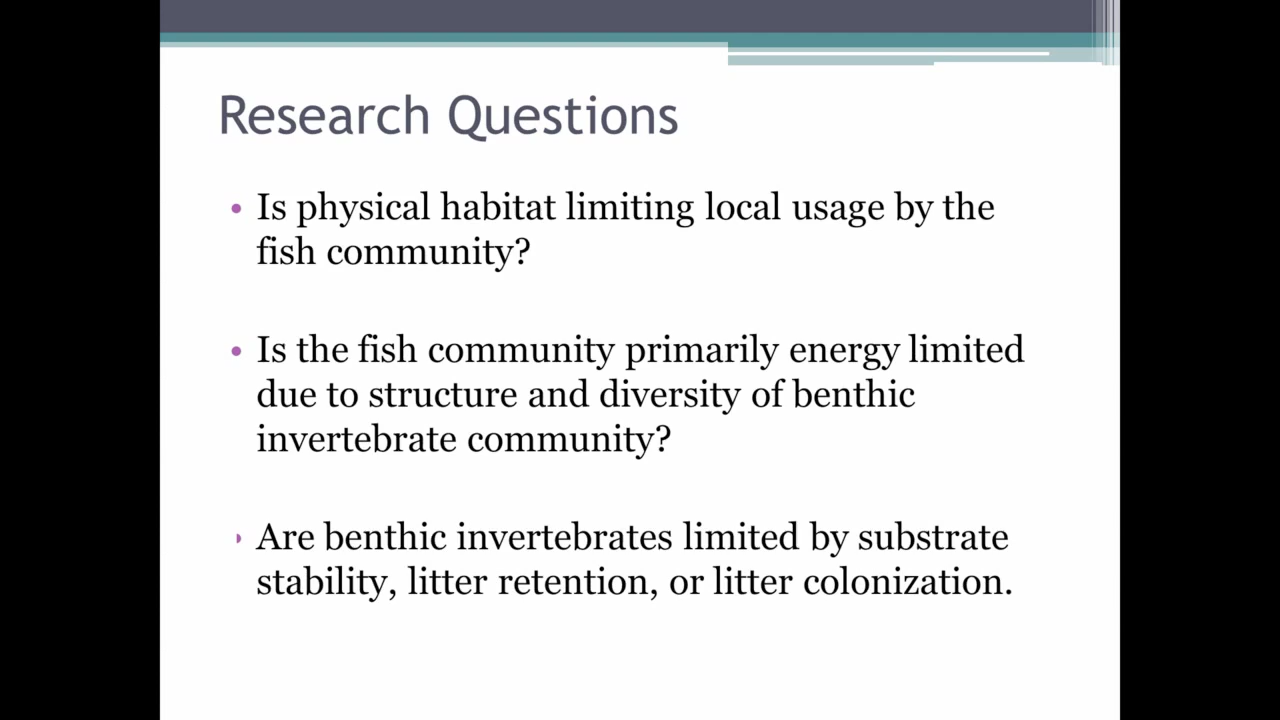 Research Questions
• Is physical habitat limiting local usage by the
fish community?
• Is the fish community primarily energy limited
due to structure and diversity of benthic
invertebrate community?
• Are benthic invertebrates limited by substrate
stability, litter retention, or litter colonization.